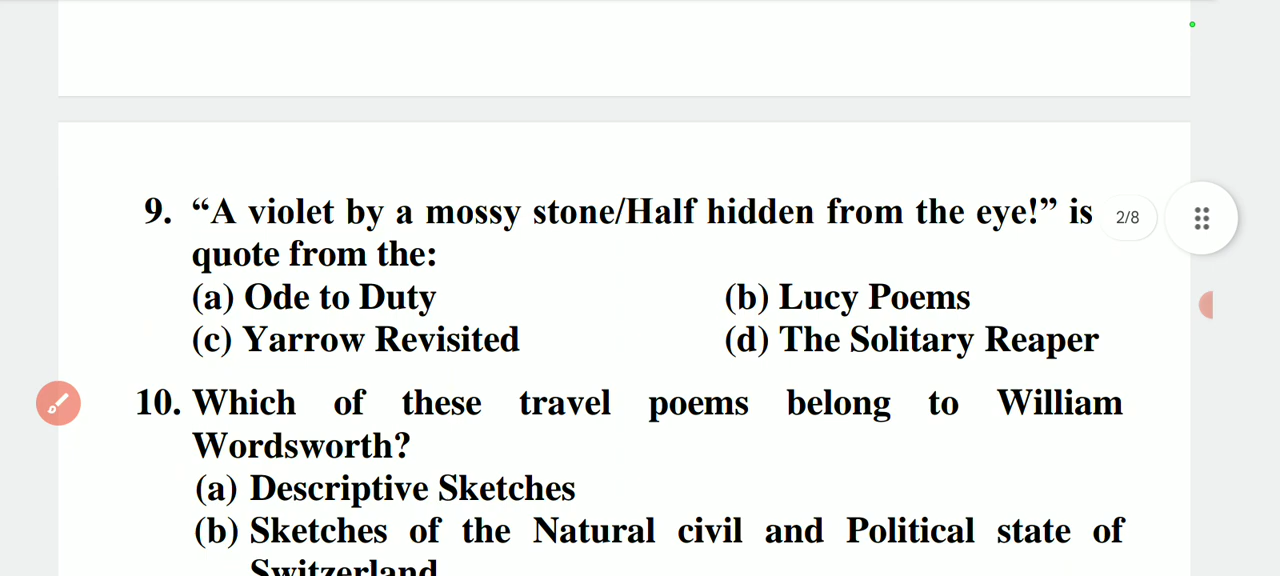 9. “A violet by a mossy stone/Half hidden from the eye!” is
2/8
quote from the:
(a) Ode to Duty (b) Lucy Poems
(c) Yarrow Revisited (d) The Solitary Reaper
10. Which of these travel poems belong to William
Wordsworth?
(a) Descriptive Sketches
(b) Sketches of the Natural civil and Political state of
Switzerland